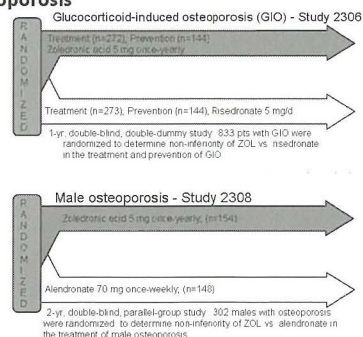 oporosis
Glucocorticoid-induced osteoporosis (GIO) - Study 2306
RANDOMIZED
Treatment (n=272), Prevention (n=144)
Zoledronic acid 5 mg once-yearly
Treatment (n=273), Prevention (n=144), Risedronate 5 mg/d
1-yr, double-blind, double-dummy study 833 pts with GIO were
randomized to determine non-inferiority of ZOL vs risedronate
in the treatment and prevention of GIO
Male osteoporosis - Study 2308
RANDOMIZED
Zoledronic acid 5 mg once-yearly, (n=154)
Alendronate 70 mg once-weekly, (n=148)
2-yr, double-blind, parallel-group study 302 males with osteoporosis
were randomized to determine non-inferiority of ZOL vs alendronate in
the treatment of male osteoporosis